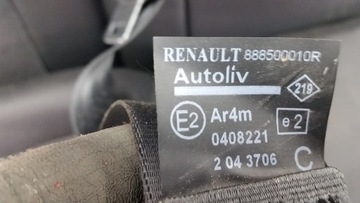 RENAULT 888500010R
Autoliv
219
E2 Ar4m e2
0408221
2 04 3706 C